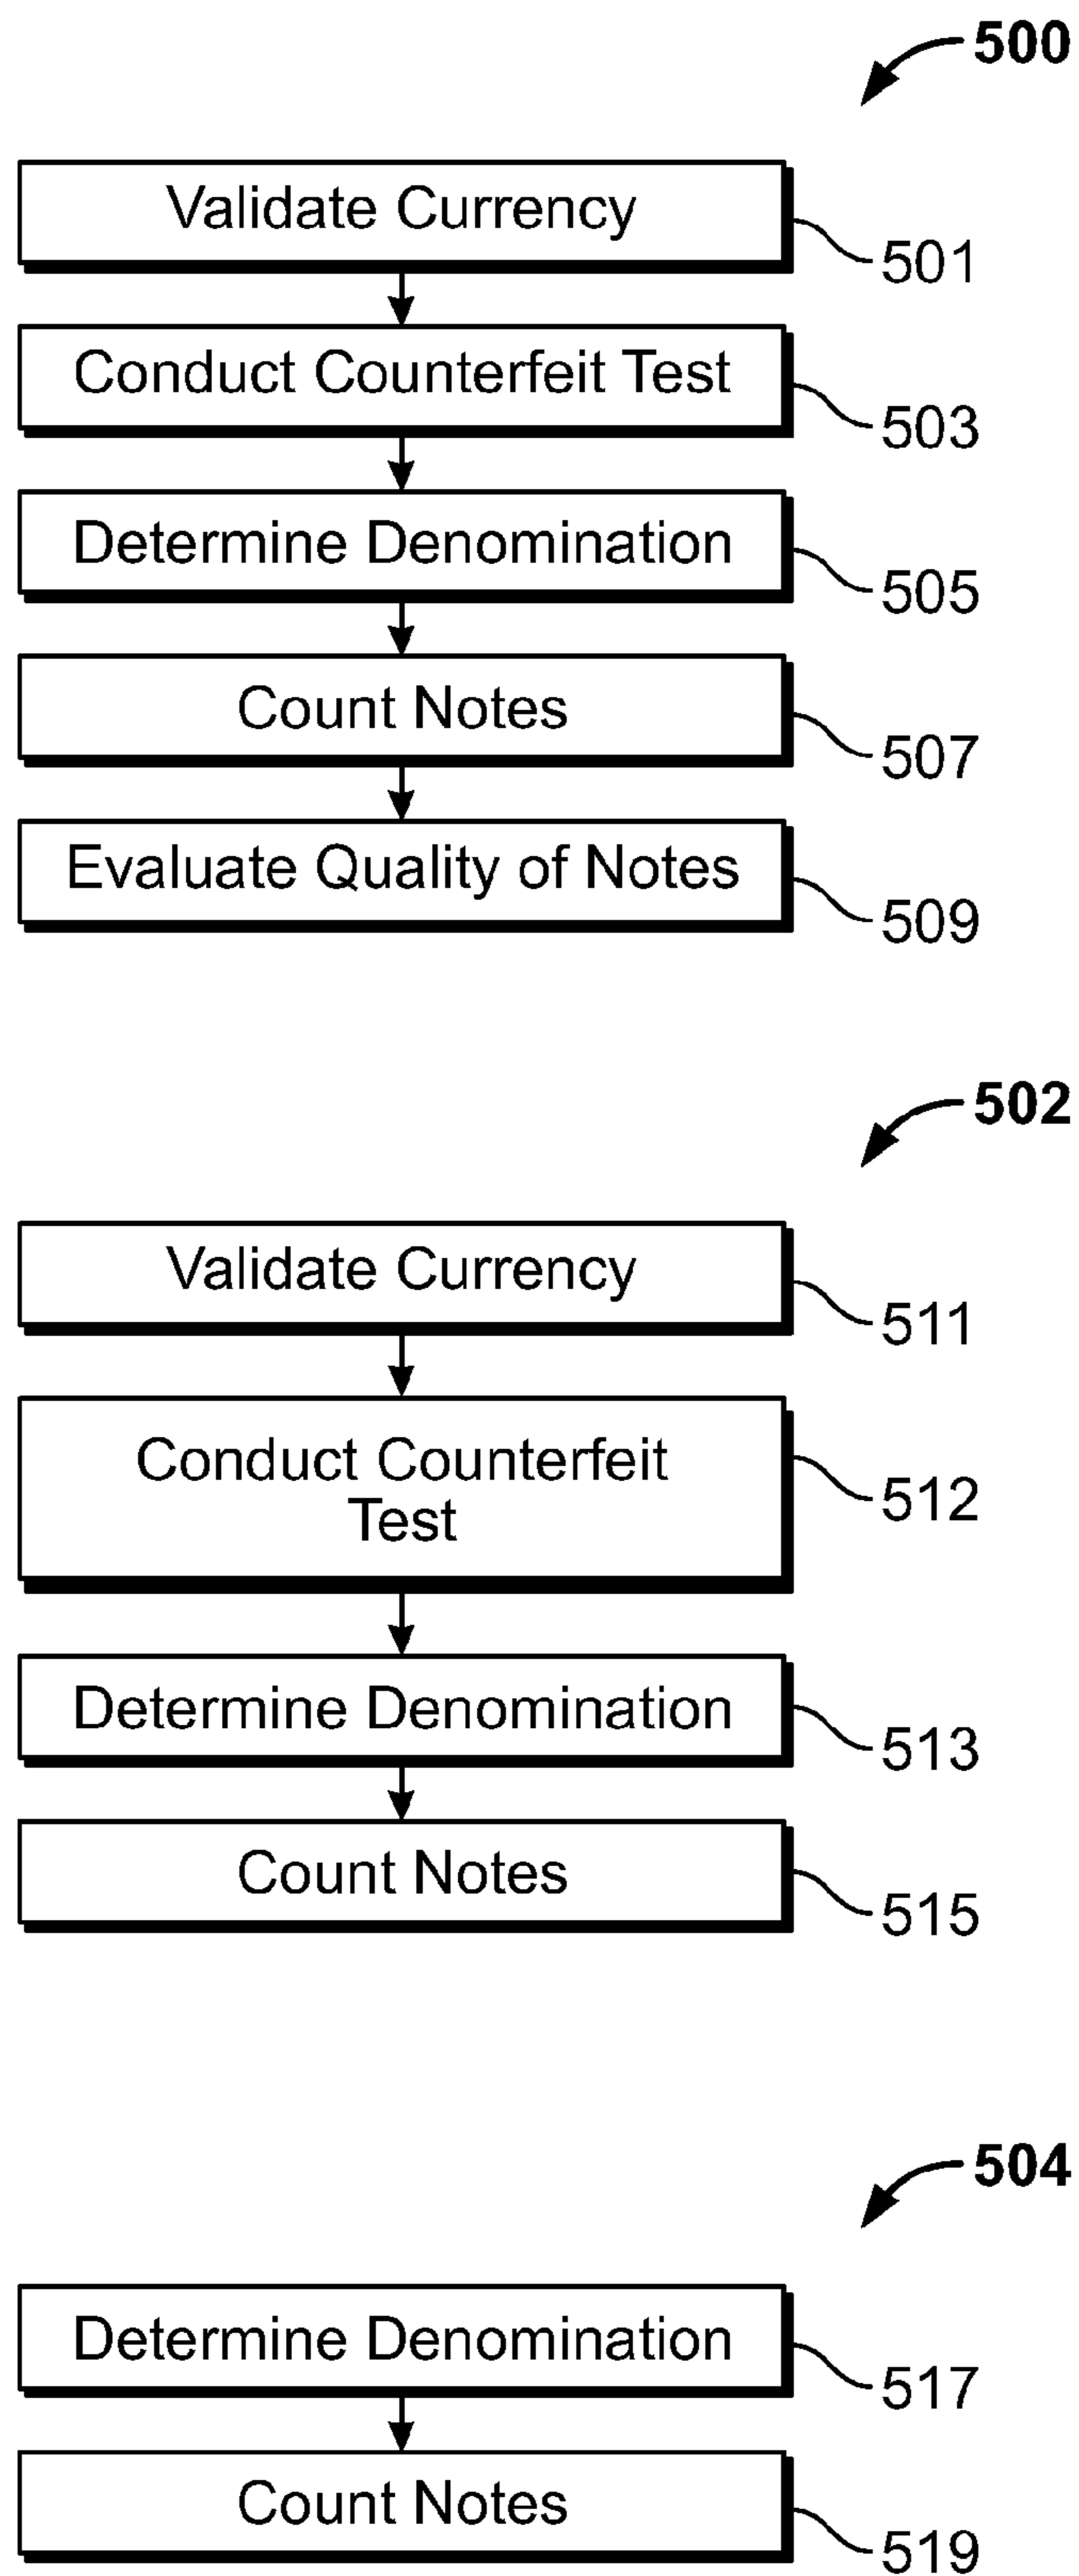 500
Validate Currency
501
Conduct Counterfeit Test
503
Determine Denomination
505
Count Notes
507
Evaluate Quality of Notes
509
502
Validate Currency
511
Conduct Counterfeit
Test
512
Determine Denomination
513
Count Notes
515
504
Determine Denomination
517
Count Notes
519